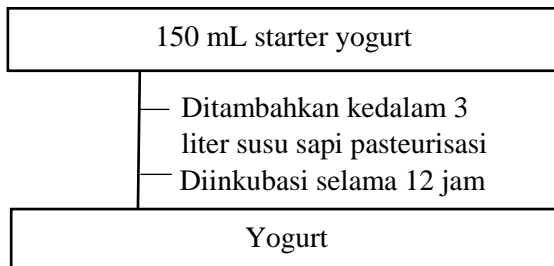 150 mL starter yogurt
Ditambahkan kedalam 3
liter susu sapi pasteurisasi
Diinkubasi selama 12 jam
Yogurt